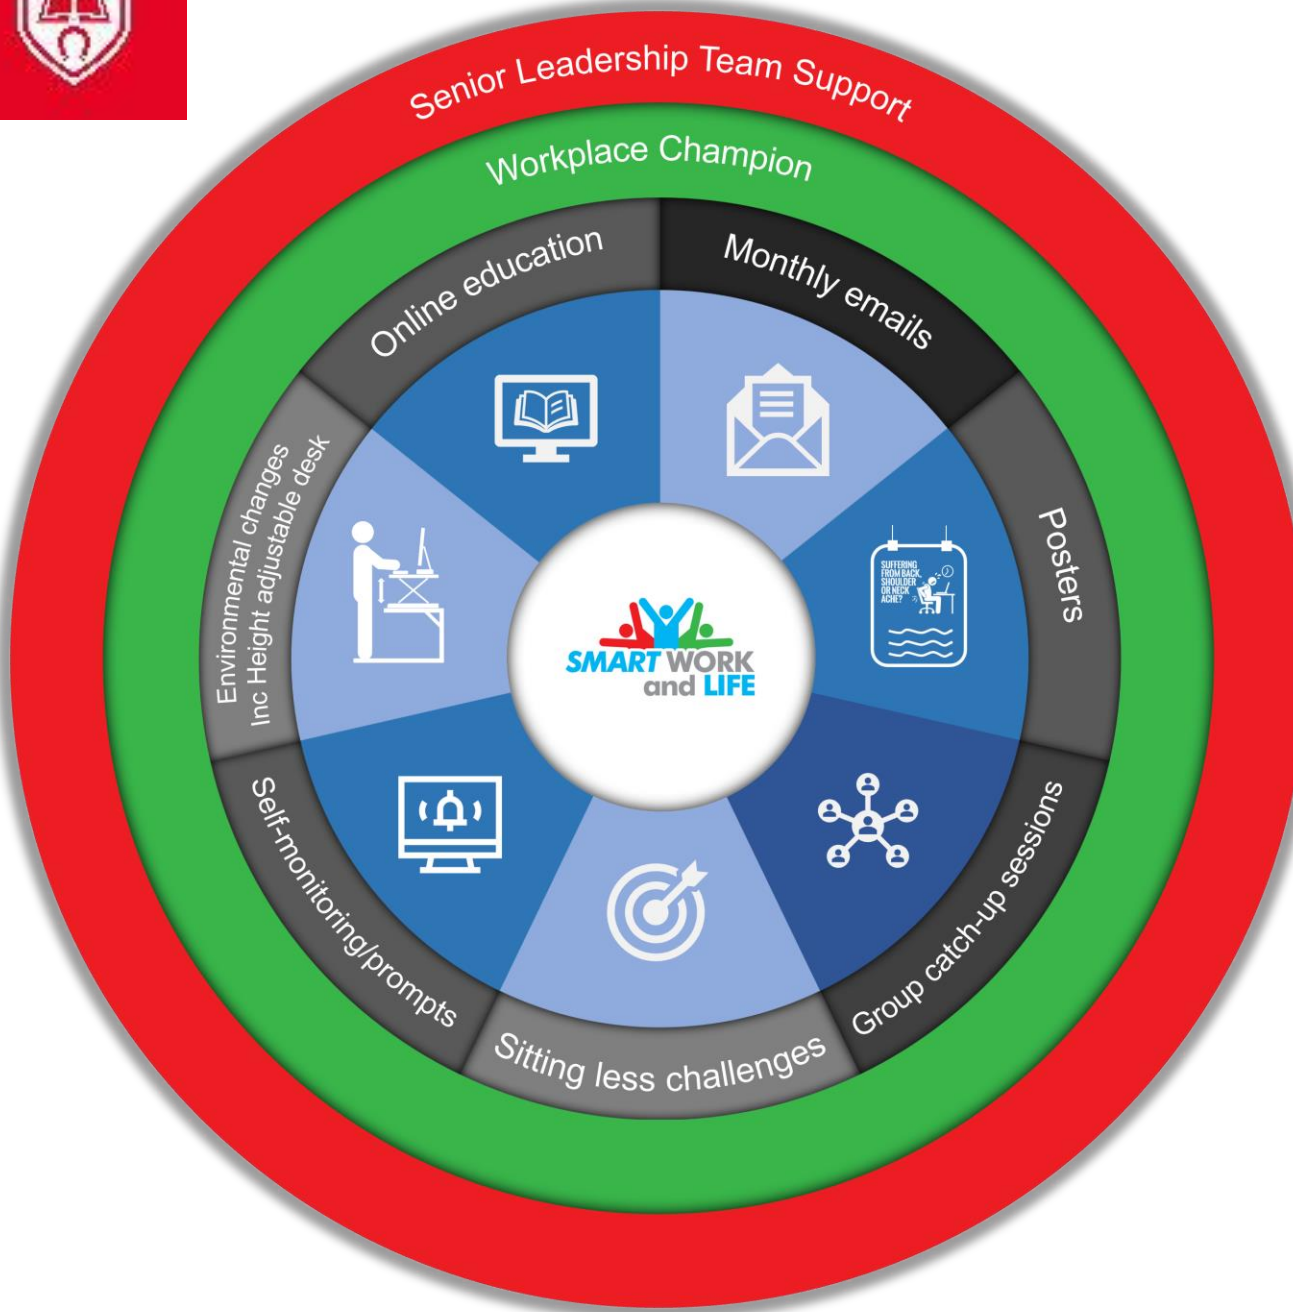 Senior Leadership Team Support
Workplace Champion
Online education
Monthly emails
Environmental changes
Inc Height adjustable desk
Posters
SUFFERING
FROM BACK,
SHOULDER
OR NECK
ACHE?
SMART WORK
and LIFE
Self-monitoring/prompts
Group catch-up sessions
Sitting less challenges